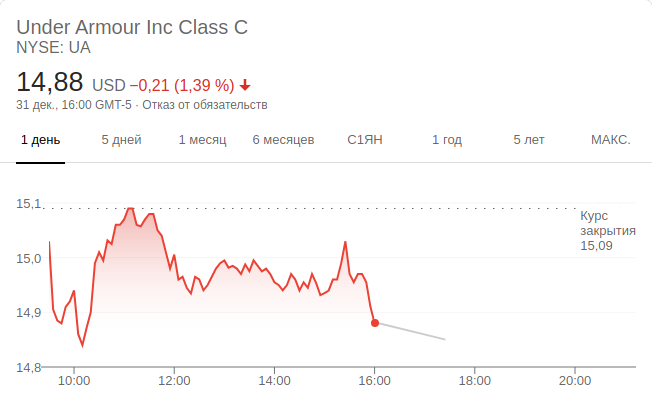 Under Armour Inc Class C
NYSE: UA
14,88 USD −0,21 (1,39 %)
31 дек., 16:00 GMT-5 · Отказ от обязательств
1 день 5 дней 1 месяц 6 месяцев С1ЯН 1 год 5 лет МАКС.
15,1
Курс
закрытия
15,09
15,0
14,9
14,8
10:00 12:00 14:00 16:00 18:00 20:00